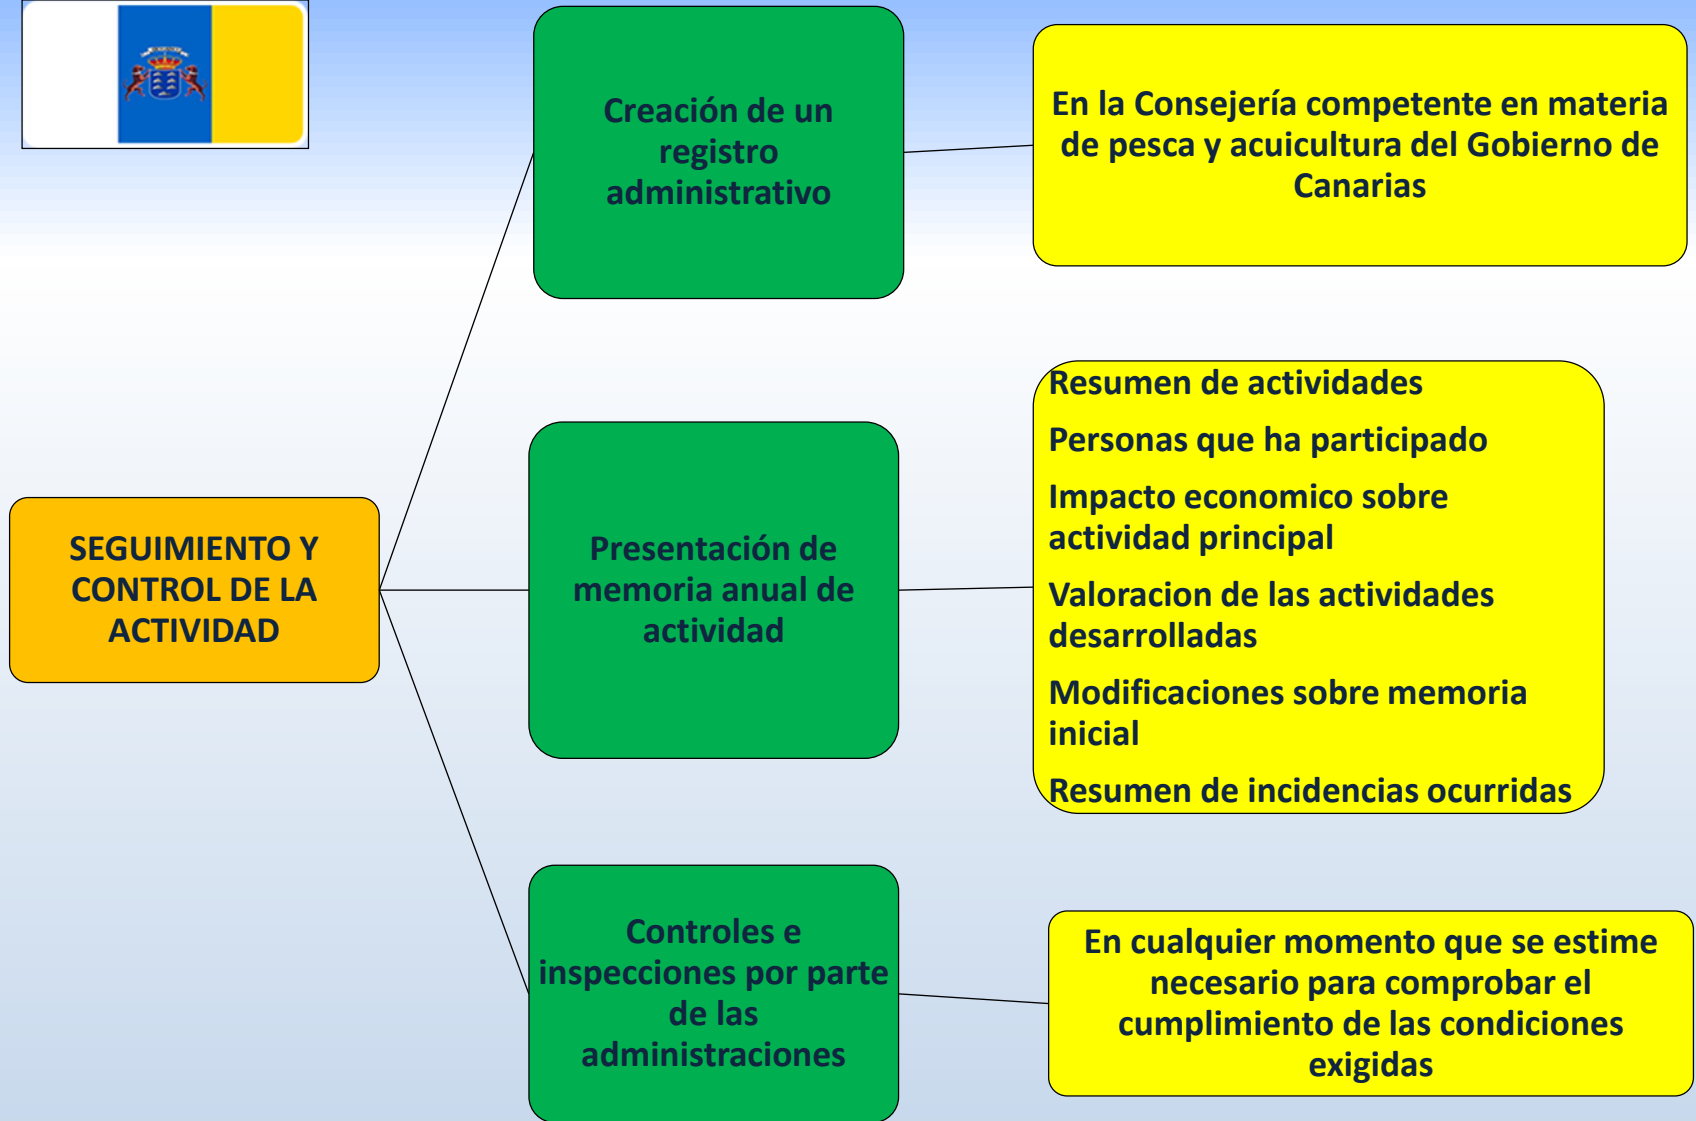 Creación de un
registro
administrativo
En la Consejería competente en materia
de pesca y acuicultura del Gobierno de
Canarias
SEGUIMIENTO Y
CONTROL DE LA
ACTIVIDAD
Presentación de
memoria anual de
actividad
Resumen de actividades
Personas que ha participado
Impacto economico sobre
actividad principal
Valoracion de las actividades
desarrolladas
Modificaciones sobre memoria
inicial
Resumen de incidencias ocurridas
Controles e
inspecciones por parte
de las
administraciones
En cualquier momento que se estime
necesario para comprobar el
cumplimiento de las condiciones
exigidas